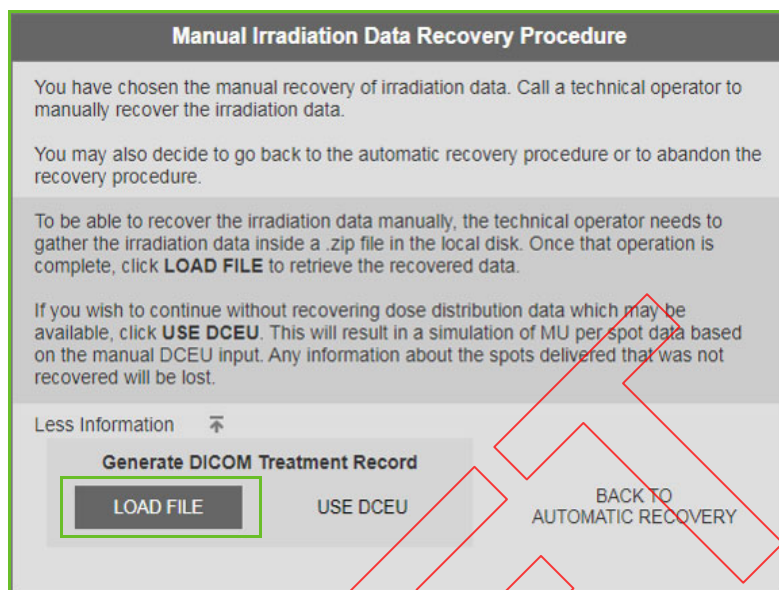 Manual Irradiation Data Recovery Procedure
You have chosen the manual recovery of irradiation data. Call a technical operator to
manually recover the irradiation data.
You may also decide to go back to the automatic recovery procedure or to abandon the
recovery procedure.
To be able to recover the irradiation data manually, the technical operator needs to
gather the irradiation data inside a .zip file in the local disk. Once that operation is
complete, click LOAD FILE to retrieve the recovered data.
If you wish to continue without recovering dose distribution data which may be
available, click USE DCEU. This will result in a simulation of MU per spot data based
on the manual DCEU input. Any information about the spots delivered that was not
recovered will be lost.
Less Information
Generate DICOM Treatment Record
LOAD FILE
USE DCEU
BACK TO
AUTOMATIC RECOVERY